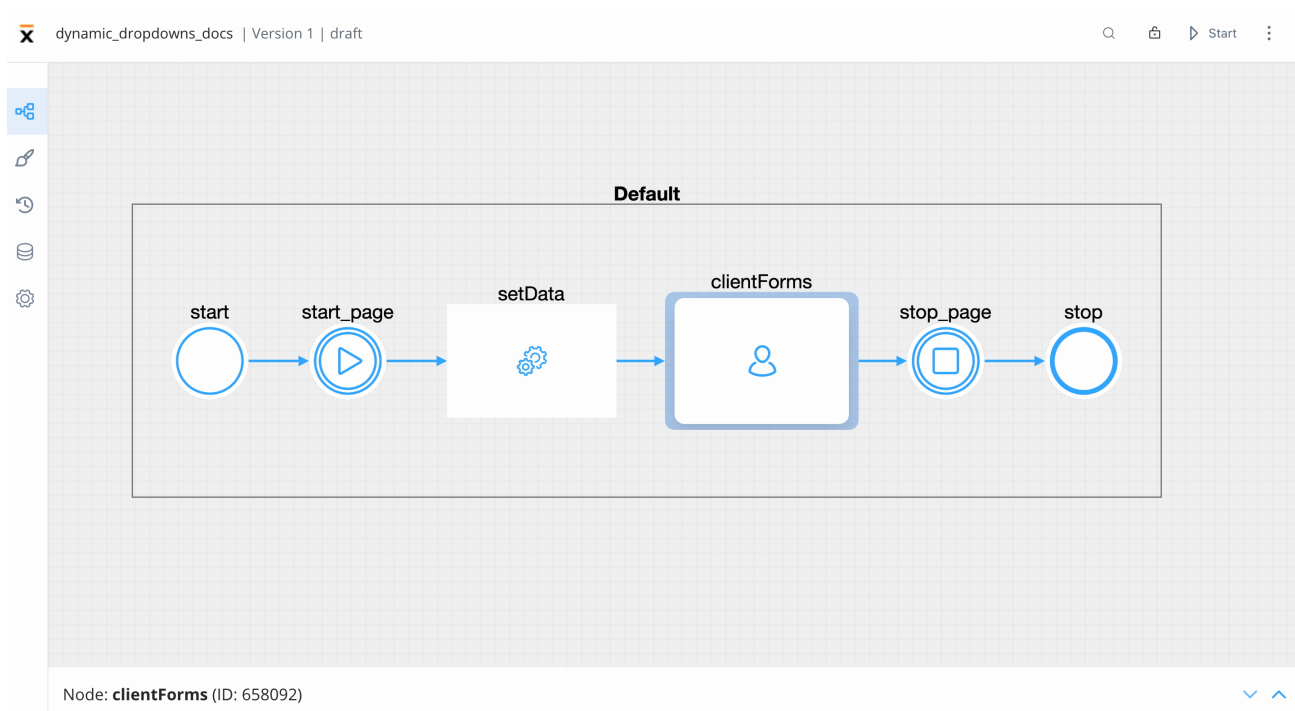 dynamic_dropdowns_docs | Version 1 | draft
Start
Default
start
start_page
setData
clientForms
stop_page
stop
Node: clientForms (ID: 658092)